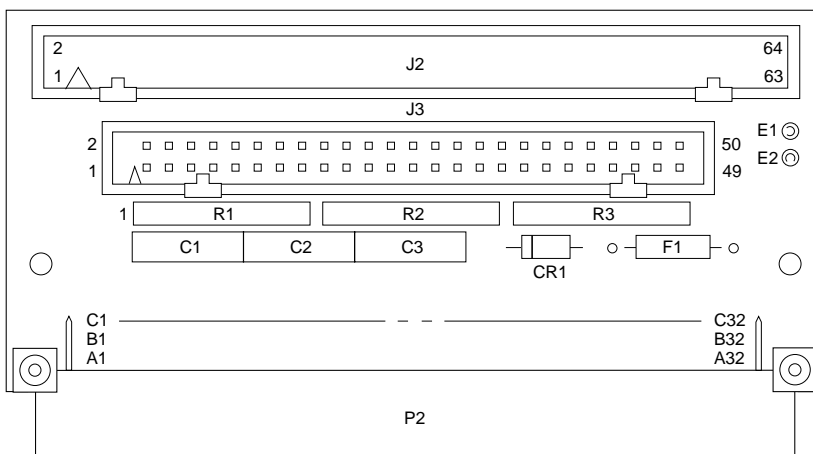 2 64
J2
1 63
J3
2 50 E1
1 49 E2
1 R1 R2 R3
C1 C2 C3 F1
CR1
C1 C32
B1 B32
A1 A32
P2